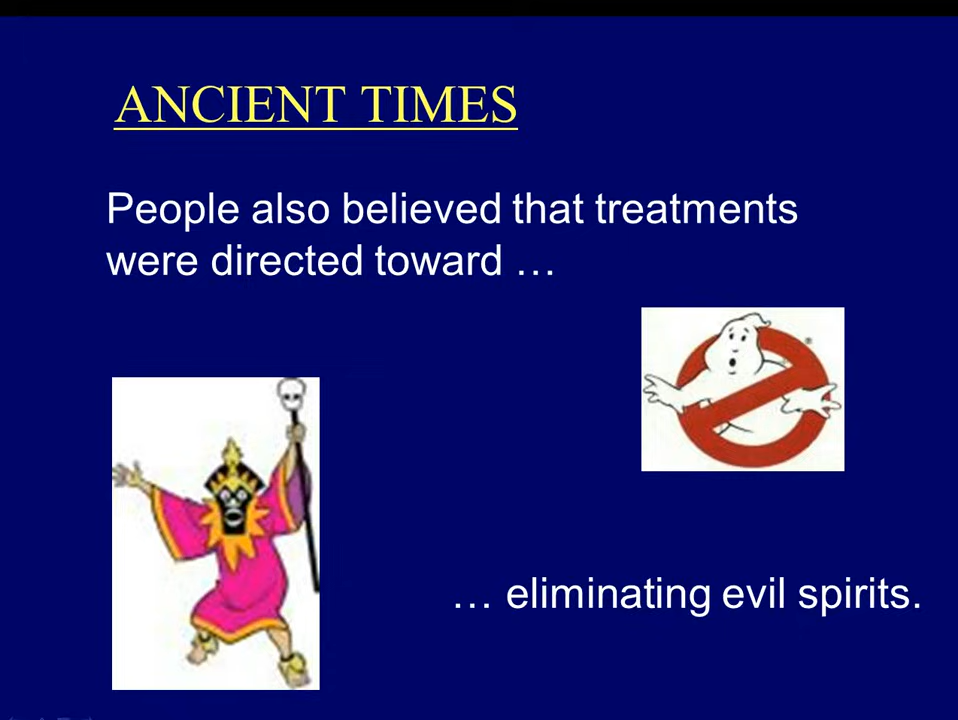 ANCIENT TIMES
People also believed that treatments
were directed toward …
®
… eliminating evil spirits.